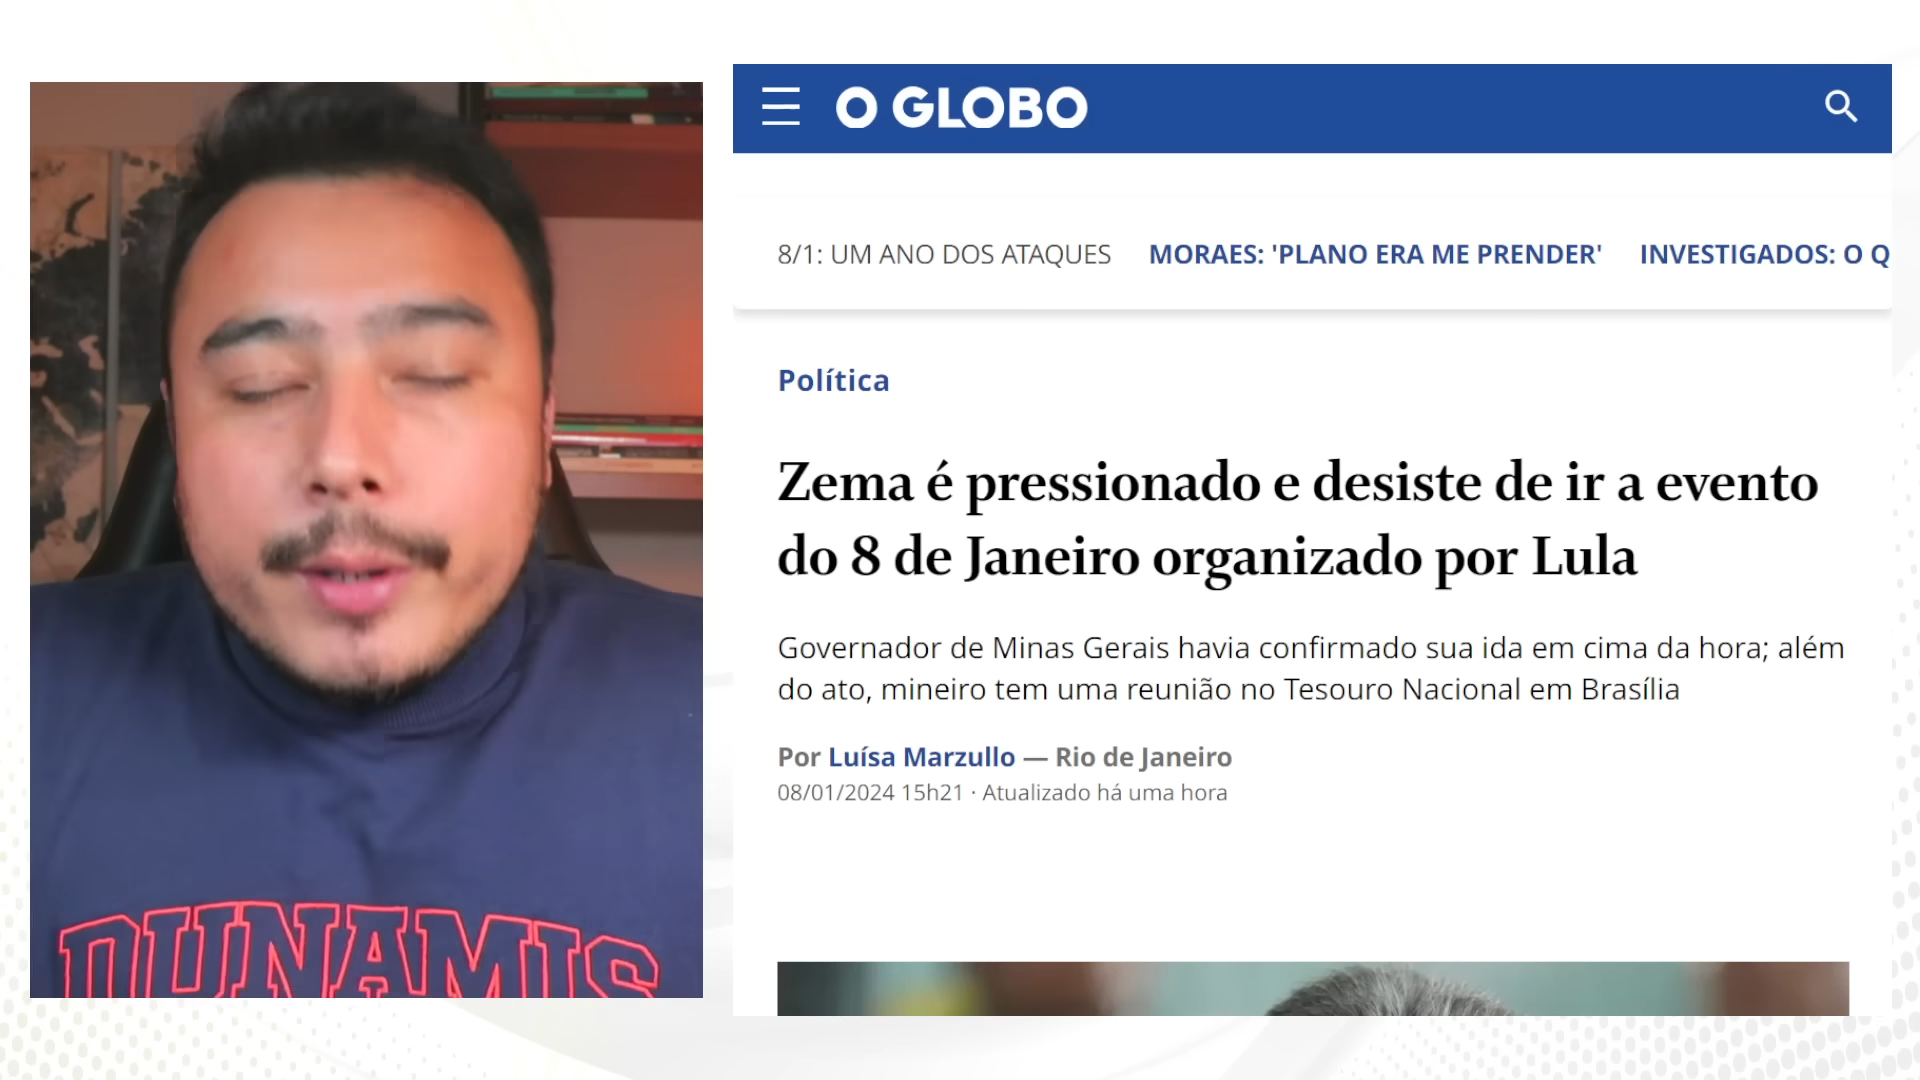 DUNAMIS
O GLOBO
8/1: UM ANO DOS ATAQUES MORAES: 'PLANO ERA ME PRENDER' INVESTIGADOS: O Q
Política
Zema é pressionado e desiste de ir a evento
do 8 de Janeiro organizado por Lula
Governador de Minas Gerais havia confirmado sua ida em cima da hora; além
do ato, mineiro tem uma reunião no Tesouro Nacional em Brasília
Por Luísa Marzullo — Rio de Janeiro
08/01/2024 15h21 · Atualizado há uma hora